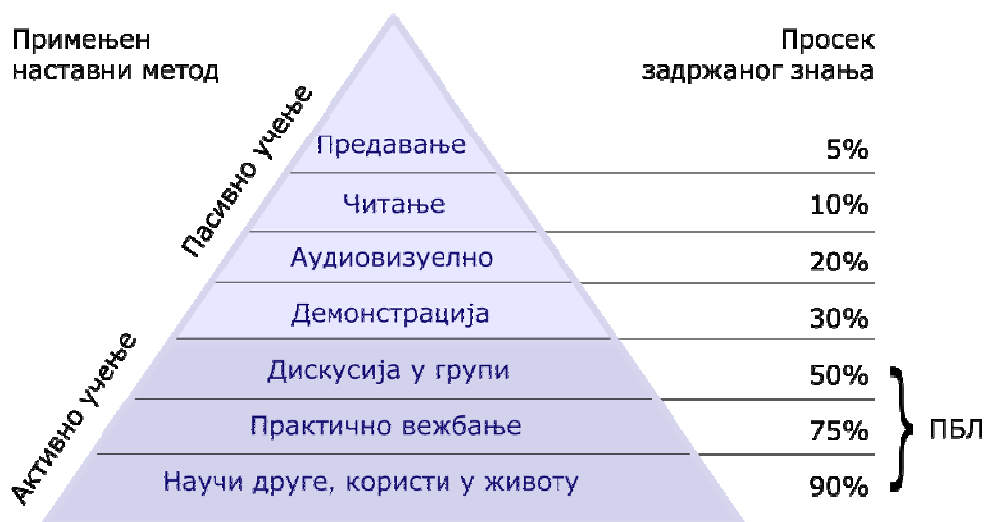 Примењен
наставни метод
Просек
задржаног знања
Пасивно учење
Предавање 5%
Читање 10%
Аудиовизуелно 20%
Демонстрација 30%
Активно учење
Дискусија у групи 50%
Практично вежбање 75%
Научи друге, користи у животу 90%
ПБЛ